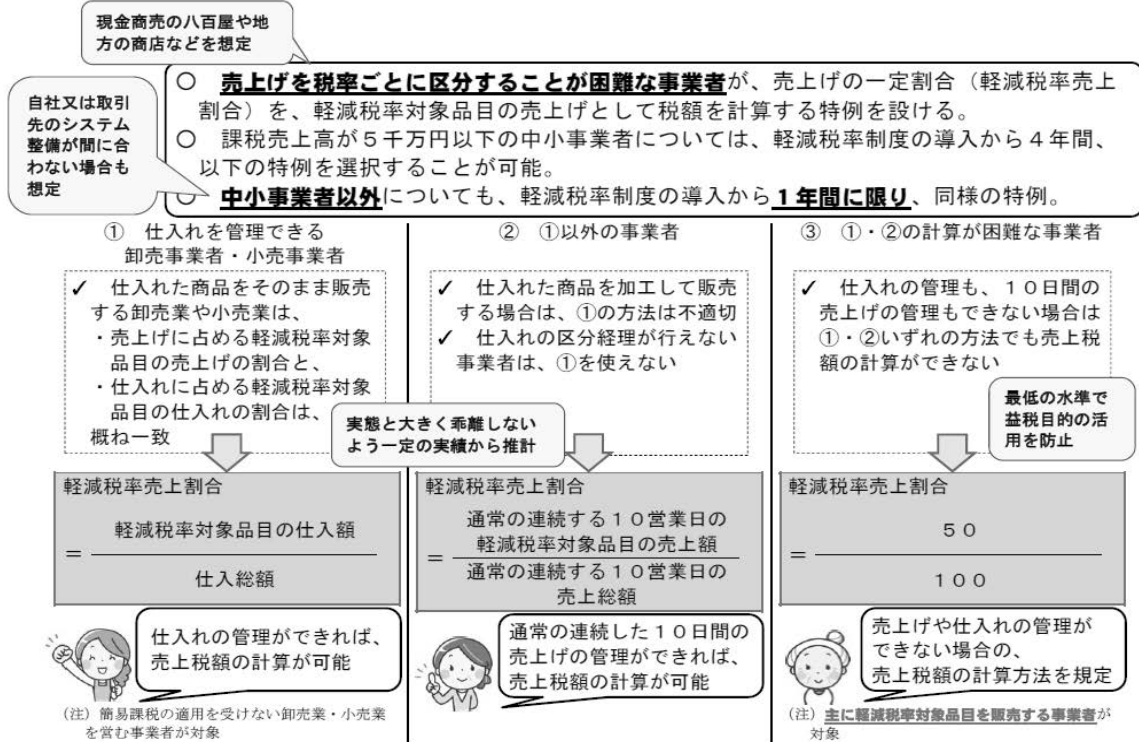 現金商売の八百屋や地
方の商店などを想定
自社又は取引
先のシステム
整備が間に合
わない場合も
想定
○ 売上げを税率ごとに区分することが困難な事業者が、売上げの一定割合（軽減税率売上
割合）を、軽減税率対象品目の売上げとして税額を計算する特例を設ける。
○ 課税売上高が５千万円以下の中小事業者については、軽減税率制度の導入から４年間、
以下の特例を選択することが可能。
○ 中小事業者以外についても、軽減税率制度の導入から１年間に限り、同様の特例。
① 仕入れを管理できる
卸売事業者・小売事業者
✓ 仕入れた商品をそのまま販売
する卸売業や小売業は、
・売上げに占める軽減税率対象
品目の売上げの割合と、
・仕入れに占める軽減税率対象
品目の仕入れの割合は、
概ね一致
軽減税率売上割合
軽減税率対象品目の仕入額
＝
仕入総額
仕入れの管理ができれば、
売上税額の計算が可能
（注）簡易課税の適用を受けない卸売業・小売業
を営む事業者が対象
② ①以外の事業者
✓ 仕入れた商品を加工して販売
する場合は、①の方法は不適切
✓ 仕入れの区分経理が行えない
事業者は、①を使えない
実態と大きく乖離しない
よう一定の実績から推計
軽減税率売上割合
通常の連続する１０営業日の
軽減税率対象品目の売上額
＝
通常の連続する１０営業日の
売上総額
通常の連続した１０日間の
売上げの管理ができれば、
売上税額の計算が可能
③ ①・②の計算が困難な事業者
✓ 仕入れの管理も、１０日間の
売上げの管理もできない場合は
①・②いずれの方法でも売上税
額の計算ができない
最低の水準で
益税目的の活
用を防止
軽減税率売上割合
５０
＝
１００
売上げや仕入れの管理が
できない場合の、
売上税額の計算方法を規定
（注）主に軽減税率対象品目を販売する事業者が
対象